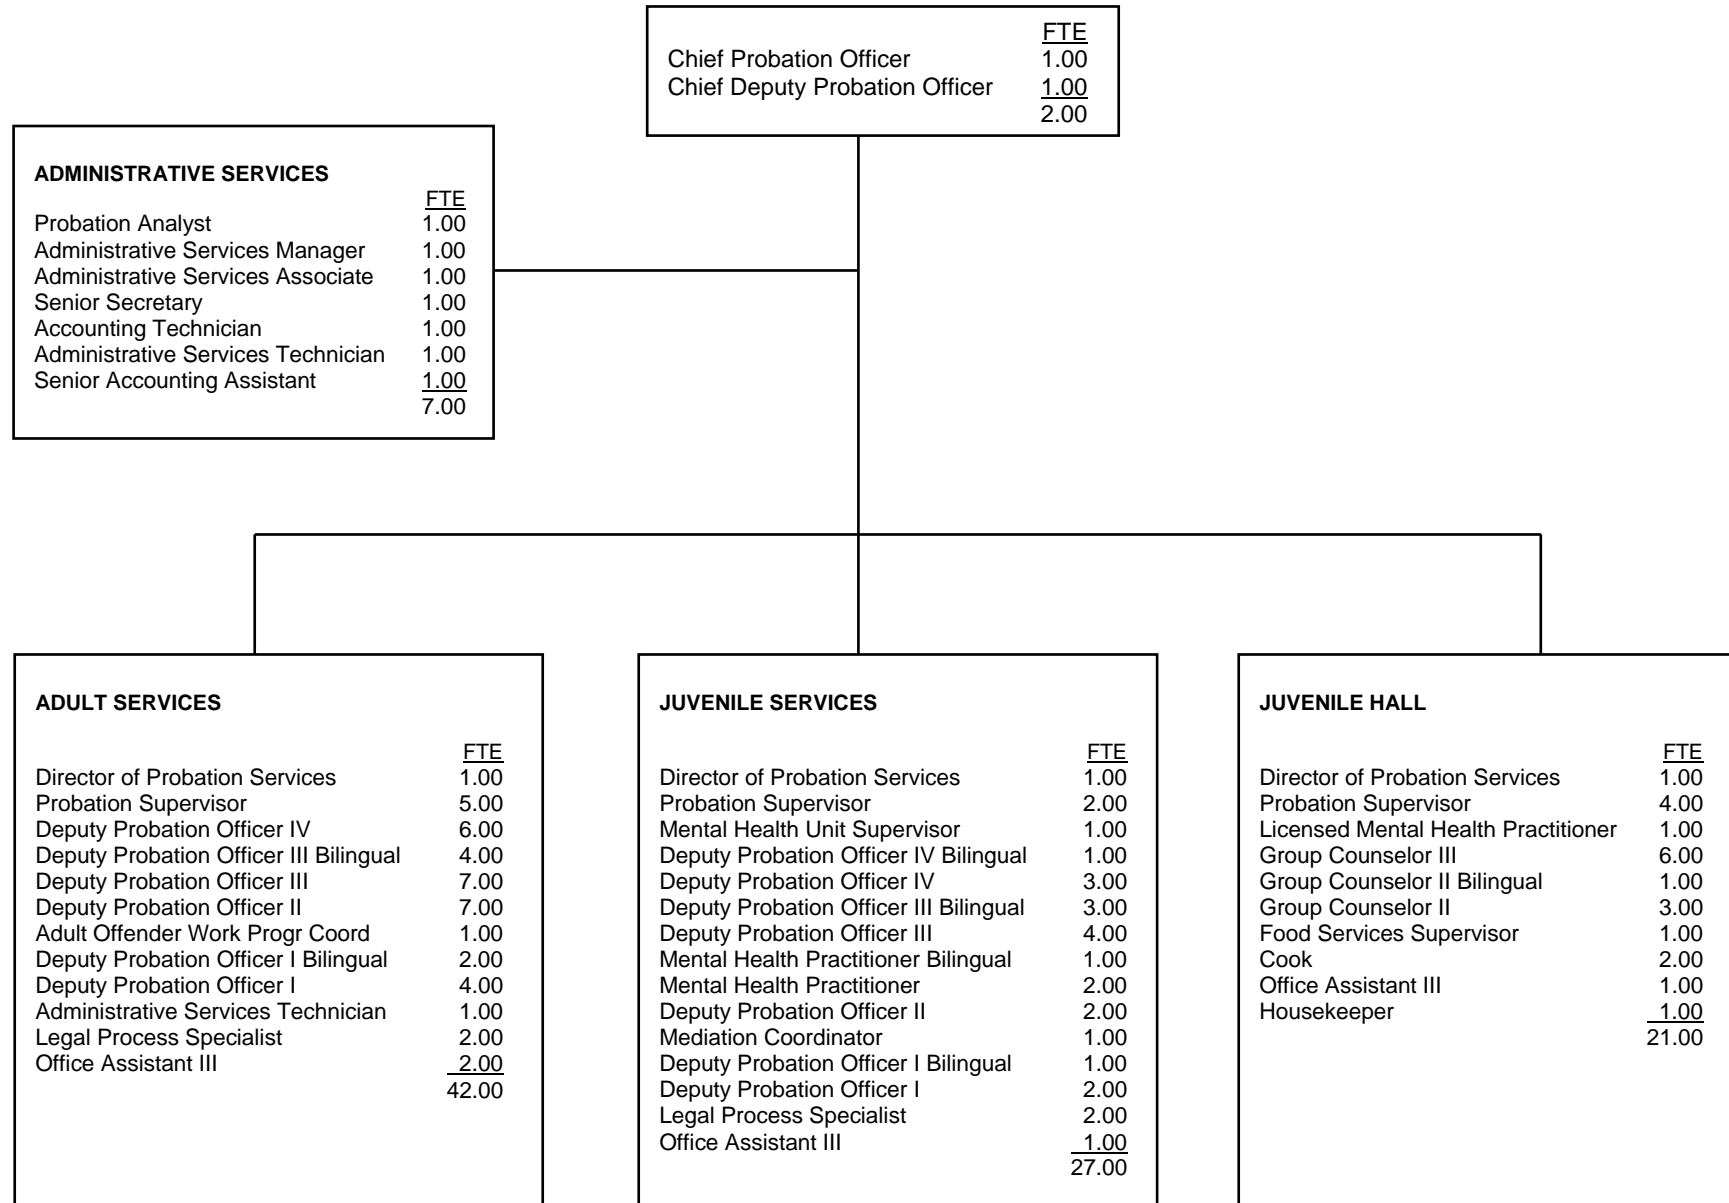 FTE
Chief Probation Officer 1.00
Chief Deputy Probation Officer 1.00
2.00
ADMINISTRATIVE SERVICES
FTE
Probation Analyst 1.00
Administrative Services Manager 1.00
Administrative Services Associate 1.00
Senior Secretary 1.00
Accounting Technician 1.00
Administrative Services Technician 1.00
Senior Accounting Assistant 1.00
7.00
ADULT SERVICES
FTE
Director of Probation Services 1.00
Probation Supervisor 5.00
Deputy Probation Officer IV 6.00
Deputy Probation Officer III Bilingual 4.00
Deputy Probation Officer III 7.00
Deputy Probation Officer II 7.00
Adult Offender Work Progr Coord 1.00
Deputy Probation Officer I Bilingual 2.00
Deputy Probation Officer I 4.00
Administrative Services Technician 1.00
Legal Process Specialist 2.00
Office Assistant III 2.00
42.00
JUVENILE SERVICES
FTE
Director of Probation Services 1.00
Probation Supervisor 2.00
Mental Health Unit Supervisor 1.00
Deputy Probation Officer IV Bilingual 1.00
Deputy Probation Officer IV 3.00
Deputy Probation Officer III Bilingual 3.00
Deputy Probation Officer III 4.00
Mental Health Practitioner Bilingual 1.00
Mental Health Practitioner 2.00
Deputy Probation Officer II 2.00
Mediation Coordinator 1.00
Deputy Probation Officer I Bilingual 1.00
Deputy Probation Officer I 2.00
Legal Process Specialist 2.00
Office Assistant III 1.00
27.00
JUVENILE HALL
FTE
Director of Probation Services 1.00
Probation Supervisor 4.00
Licensed Mental Health Practitioner 1.00
Group Counselor III 6.00
Group Counselor II Bilingual 1.00
Group Counselor II 3.00
Food Services Supervisor 1.00
Cook 2.00
Office Assistant III 1.00
Housekeeper 1.00
21.00